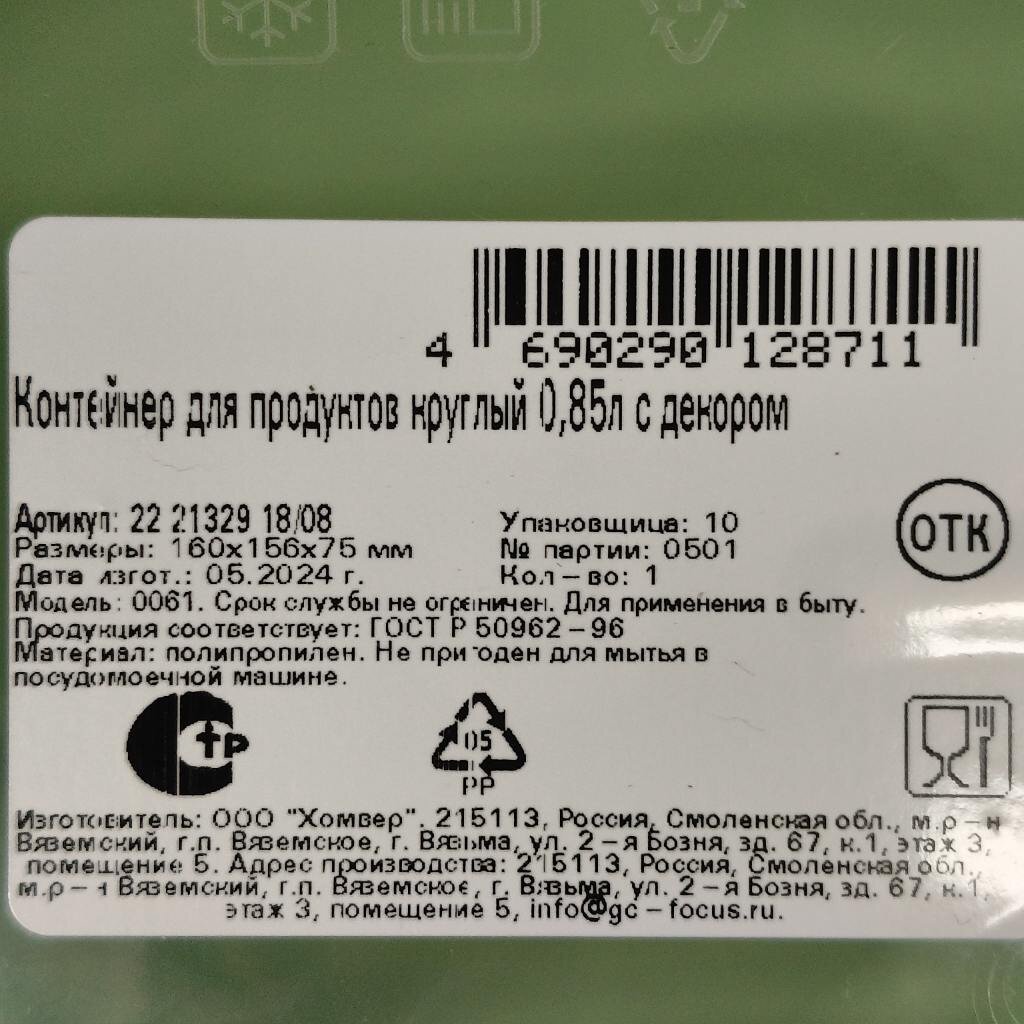 4 690290 128711
Контейнер для продуктов круглый 0,85л с декором
Артикул: 22 21329 18/08
Размеры: 160x156x75 мм
Дата изгот.: 05.2024 г.
Упаковщица: 10
№ партии: 0501
Кол-во: 1
ОТК
Модель: 0061. Срок службы не ограничен. Для применения в быту.
Продукция соответствует: ГОСТ Р 50962-96
Материал: полипропилен. Не пригоден для мытья в
посудомоечной машине.
05
PP
Изготовитель: ООО "Хомвер". 215113, Россия, Смоленская обл., м.р-н
Вяземский, г.п. Вяземское, г. Вязьма, ул. 2-я Бозня, зд. 67, к.1, этаж 3,
помещение 5. Адрес производства: 215113, Россия, Смоленская обл.,
м.р-н Вяземский, г.п. Вяземское, г. Вязьма, ул. 2-я Бозня, зд. 67, к.1,
этаж 3, помещение 5, info@gc-focus.ru.